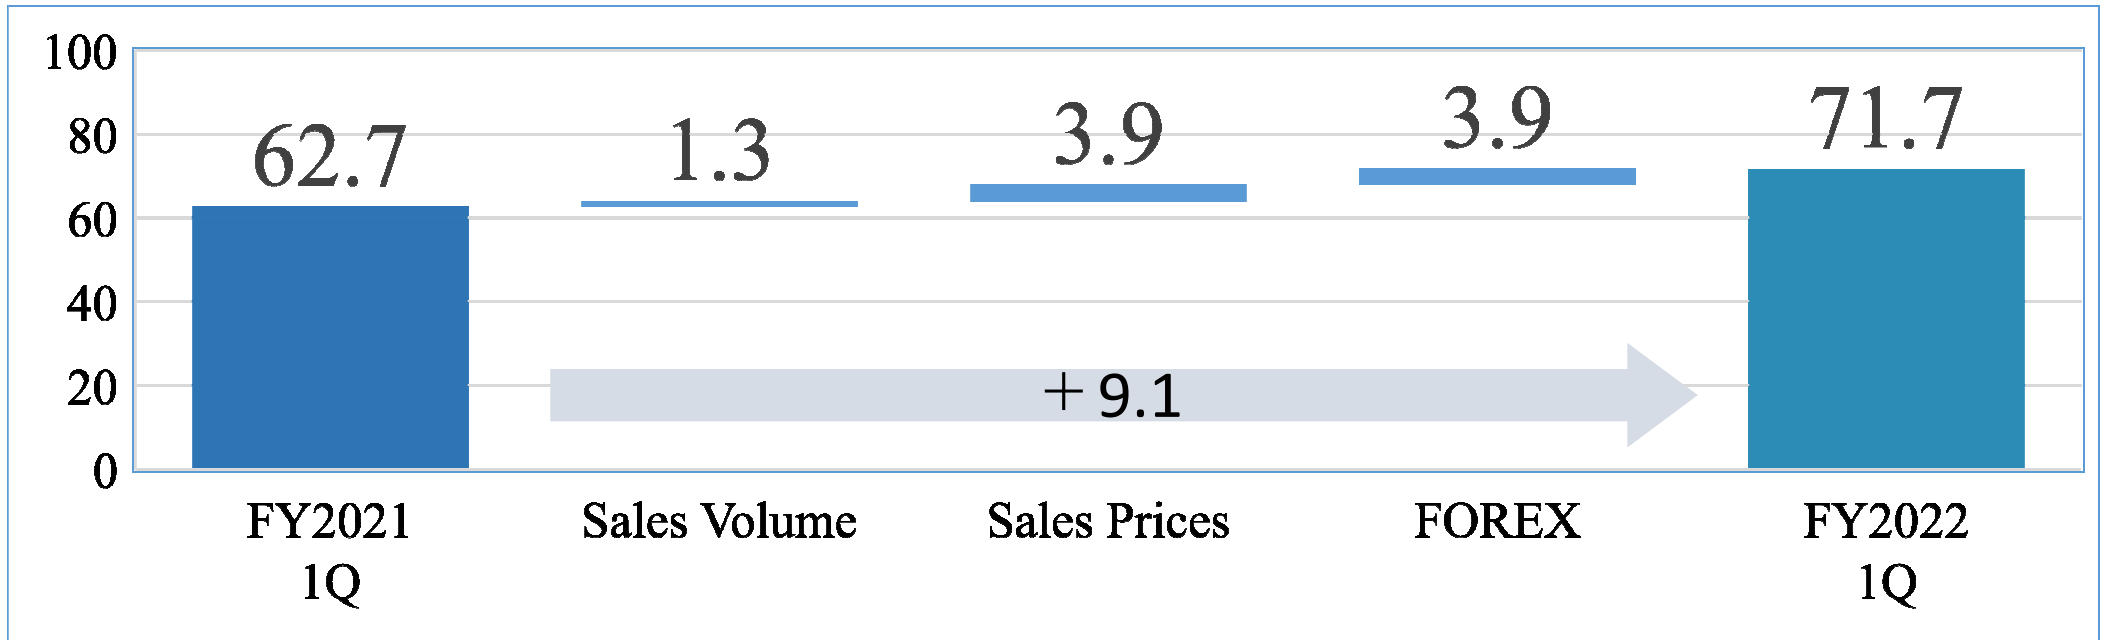 100
80
60
40
20
0
62.7
1.3
3.9
3.9
71.7
＋9.1
FY2021
1Q
Sales Volume
Sales Prices
FOREX
FY2022
1Q